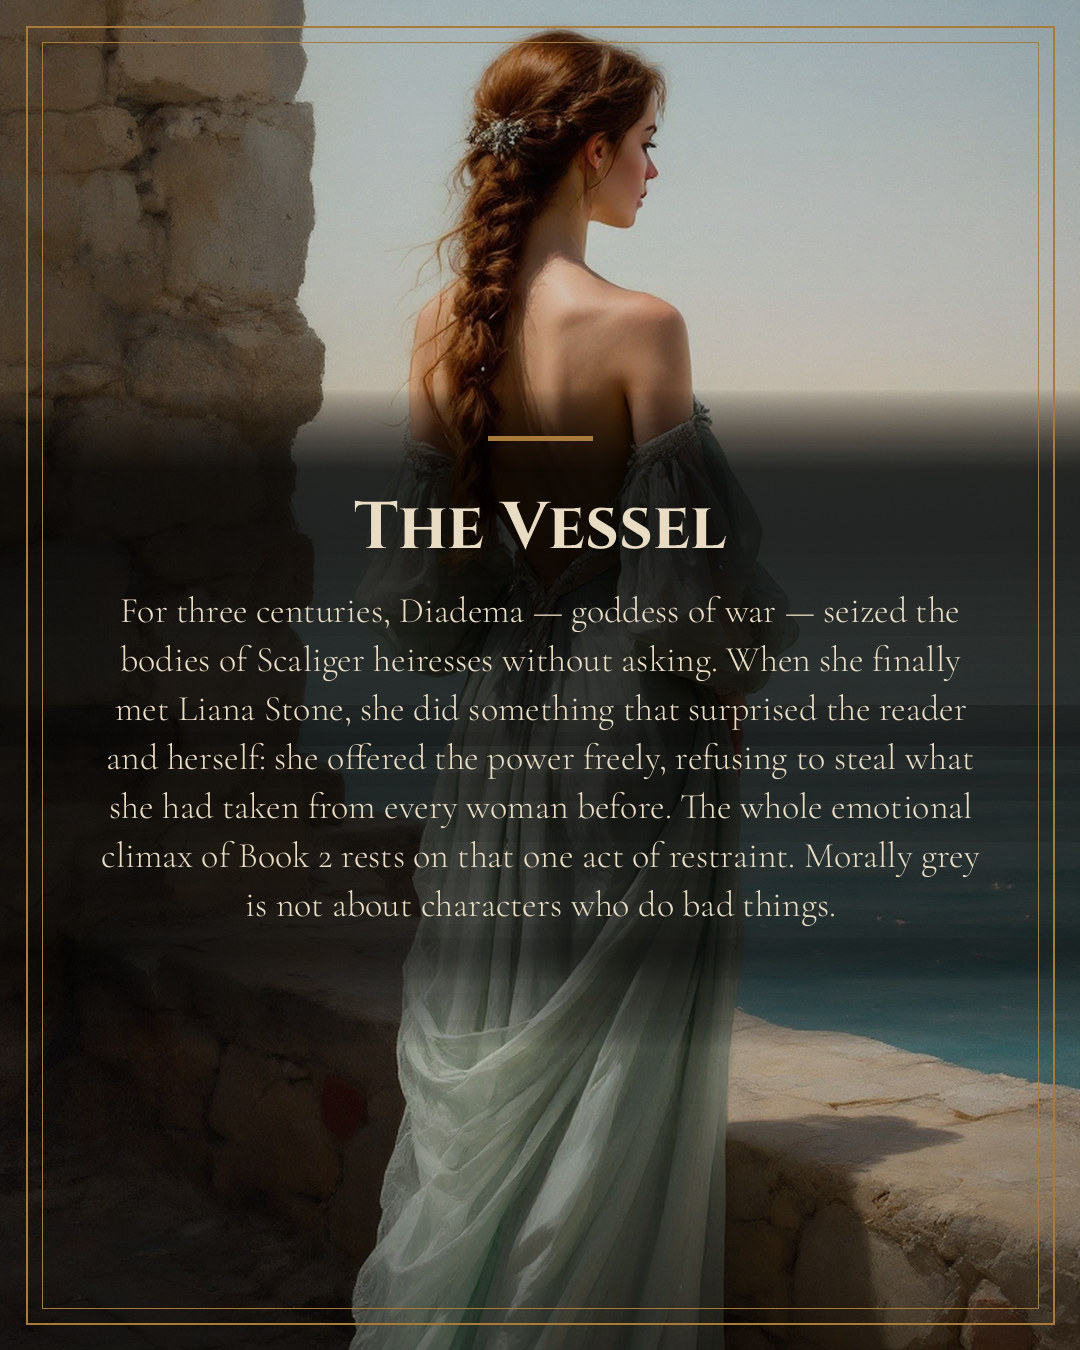 The Vessel
For three centuries, Diadema — goddess of war — seized the
bodies of Scaliger heiresses without asking. When she finally
met Liana Stone, she did something that surprised the reader
and herself: she offered the power freely, refusing to steal what
she had taken from every woman before. The whole emotional
climax of Book 2 rests on that one act of restraint. Morally grey
is not about characters who do bad things.